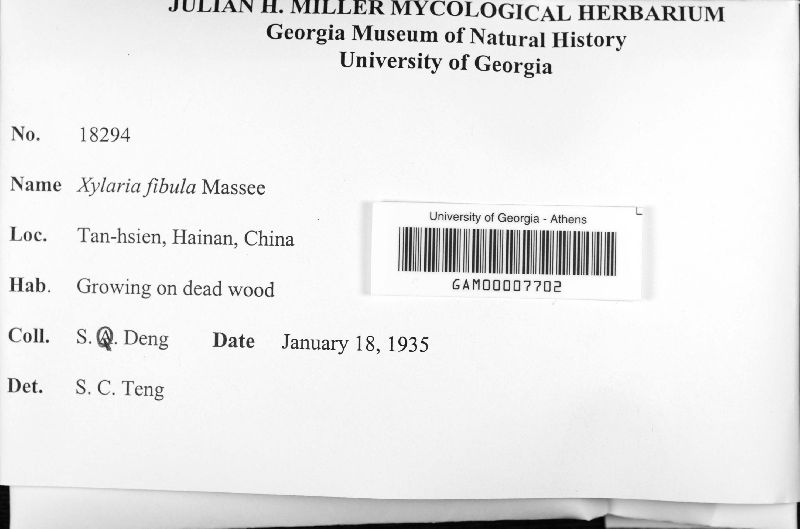 JULIAN H. MILLER MYCOLOGICAL HERBARIUM
Georgia Museum of Natural History
University of Georgia
No. 18294
Name Xylaria fibula Massee
Loc. Tan-hsien, Hainan, China
Hab. Growing on dead wood
Coll. S. Q. Deng Date January 18, 1935
Det. S. C. Teng
University of Georgia - Athens
GAM00007702